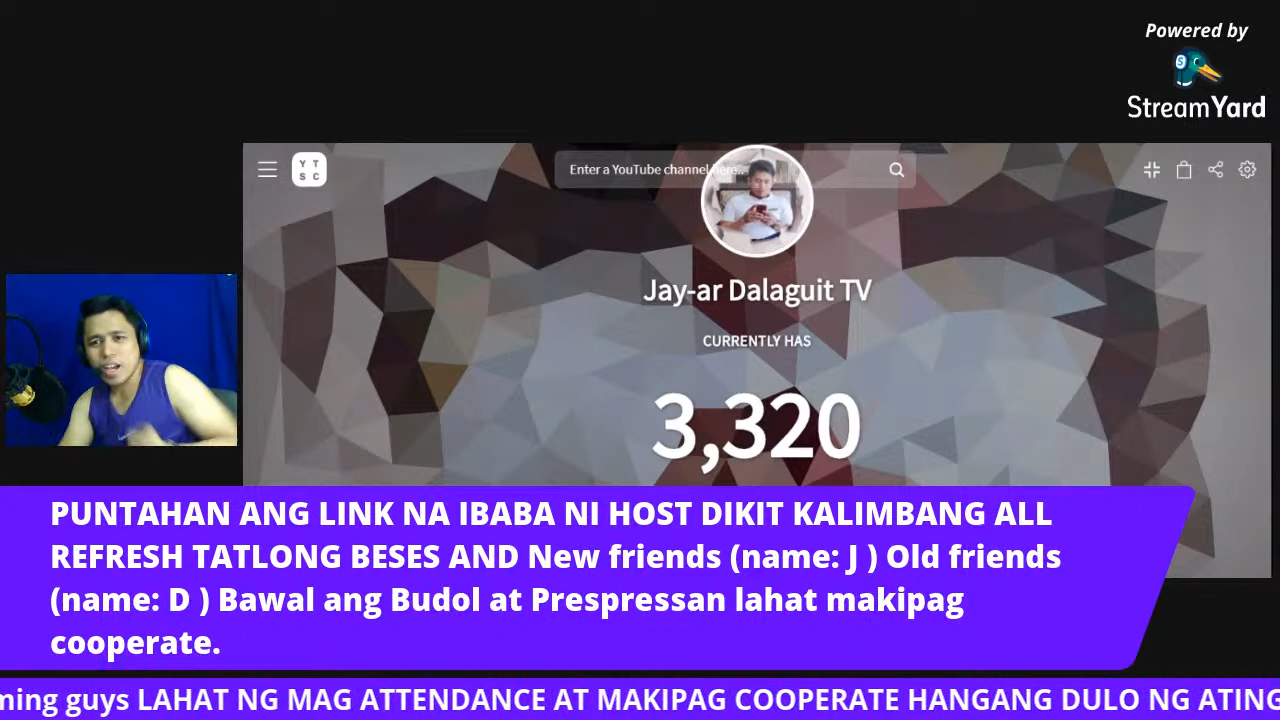 Powered by
StreamYard
Y T
S C
Enter a YouTube channel here...
Jay-ar Dalaguit TV
CURRENTLY HAS
3,320
PUNTAHAN ANG LINK NA IBABA NI HOST DIKIT KALIMBANG ALL
REFRESH TATLONG BESES AND New friends (name: J ) Old friends
(name: D ) Bawal ang Budol at Prespressan lahat makipag
cooperate.
ming guys LAHAT NG MAG ATTENDANCE AT MAKIPAG COOPERATE HANGANG DULO NG ATING